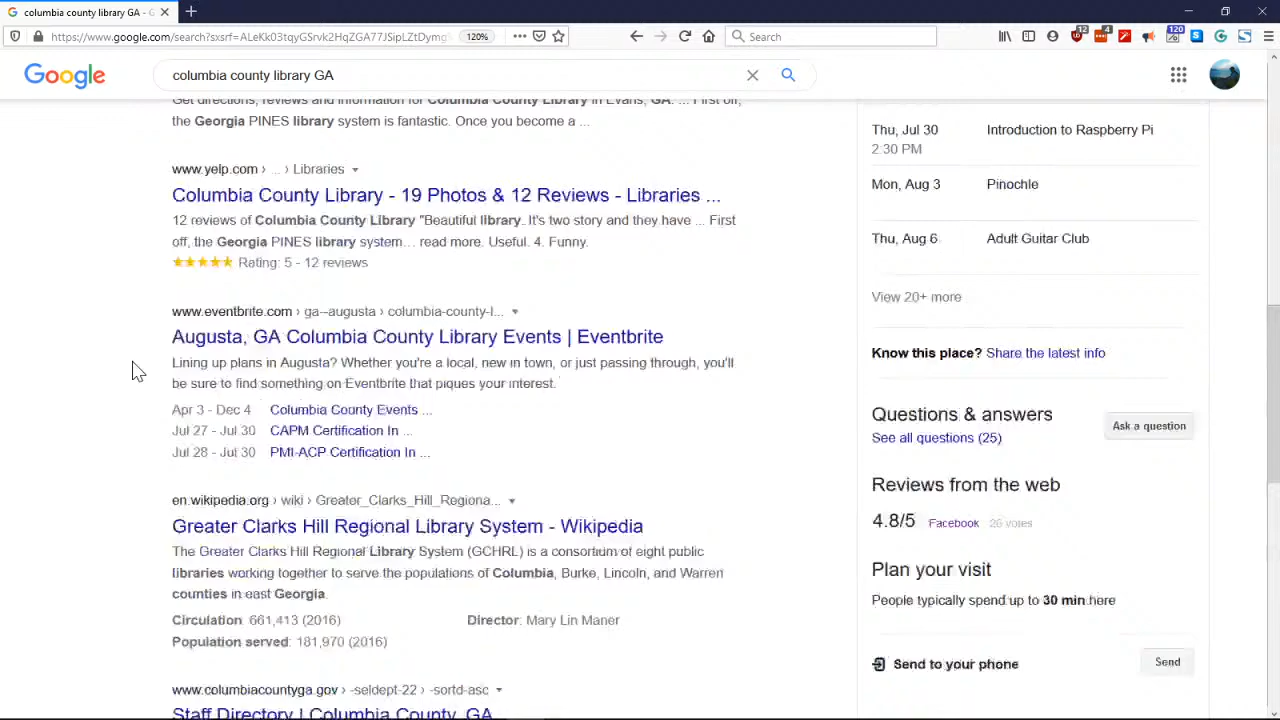 columbia county library GA - G
https://www.google.com/search?sxsrf=ALeKk03tqyGSrvk2HqZGA77JSipLZtDymg
120%
Search
12
4
120
Google
columbia county library GA
Get directions, reviews and information for Columbia County Library in Evans, GA. ... First off,
the Georgia PINES library system is fantastic. Once you become a ...
www.yelp.com › ... › Libraries
Columbia County Library - 19 Photos & 12 Reviews - Libraries ...
12 reviews of Columbia County Library "Beautiful library. It's two story and they have ... First
off, the Georgia PINES library system... read more. Useful. 4. Funny.
Rating: 5 - 12 reviews
www.eventbrite.com › ga--augusta › columbia-county-l...
Augusta, GA Columbia County Library Events | Eventbrite
Lining up plans in Augusta? Whether you're a local, new in town, or just passing through, you'll
be sure to find something on Eventbrite that piques your interest.
Apr 3 - Dec 4 Columbia County Events ...
Jul 27 - Jul 30 CAPM Certification In ...
Jul 28 - Jul 30 PMI-ACP Certification In ...
en.wikipedia.org › wiki › Greater_Clarks_Hill_Regiona...
Greater Clarks Hill Regional Library System - Wikipedia
The Greater Clarks Hill Regional Library System (GCHRL) is a consortium of eight public
libraries working together to serve the populations of Columbia, Burke, Lincoln, and Warren
counties in east Georgia.
Circulation: 661,413 (2016) Director: Mary Lin Maner
Population served: 181,970 (2016)
www.columbiacountyga.gov › -seldept-22 › -sortd-asc
Staff Directory | Columbia County, GA
Thu, Jul 30 Introduction to Raspberry Pi
2:30 PM
Mon, Aug 3 Pinochle
Thu, Aug 6 Adult Guitar Club
View 20+ more
Know this place? Share the latest info
Questions & answers
See all questions (25)
Ask a question
Reviews from the web
4.8/5 Facebook 26 votes
Plan your visit
People typically spend up to 30 min here
Send to your phone
Send